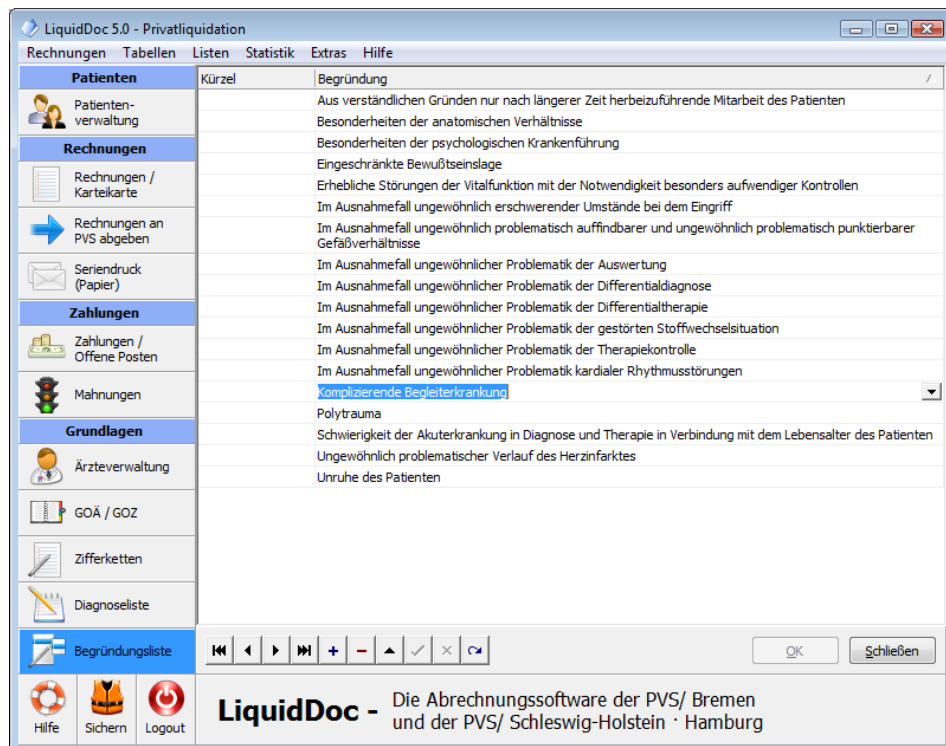 LiquidDoc 5.0 - Privatliquidation
Rechnungen Tabellen Listen Statistik Extras Hilfe
Patienten
Patienten-
verwaltung
Rechnungen
Rechnungen /
Karteikarte
Rechnungen an
PVS abgeben
Seriendruck
(Papier)
Zahlungen
Zahlungen /
Offene Posten
Mahnungen
Grundlagen
Ärzteverwaltung
GOÄ / GOZ
Zifferketten
Diagnoseliste
Begründungsliste
Hilfe Sichern Logout
Kürzel Begründung
Aus verständlichen Gründen nur nach längerer Zeit herbeizuführende Mitarbeit des Patienten
Besonderheiten der anatomischen Verhältnisse
Besonderheiten der psychologischen Krankenführung
Eingeschränkte Bewußtseinslage
Erhebliche Störungen der Vitalfunktion mit der Notwendigkeit besonders aufwendiger Kontrollen
Im Ausnahmefall ungewöhnlich erschwerender Umstände bei dem Eingriff
Im Ausnahmefall ungewöhnlich problematisch auffindbarer und ungewöhnlich problematisch punktierbarer
Gefäßverhältnisse
Im Ausnahmefall ungewöhnlicher Problematik der Auswertung
Im Ausnahmefall ungewöhnlicher Problematik der Differentialdiagnose
Im Ausnahmefall ungewöhnlicher Problematik der Differentialtherapie
Im Ausnahmefall ungewöhnlicher Problematik der gestörten Stoffwechselsituation
Im Ausnahmefall ungewöhnlicher Problematik der Therapiekontrolle
Im Ausnahmefall ungewöhnlicher Problematik kardialer Rhythmusstörungen
Komplizierende Begleiterkrankung
Polytrauma
Schwierigkeit der Akuterkrankung in Diagnose und Therapie in Verbindung mit dem Lebensalter des Patienten
Ungewöhnlich problematischer Verlauf des Herzinfarktes
Unruhe des Patienten
OK Schließen
LiquidDoc - Die Abrechnungssoftware der PVS/ Bremen
und der PVS/ Schleswig-Holstein · Hamburg